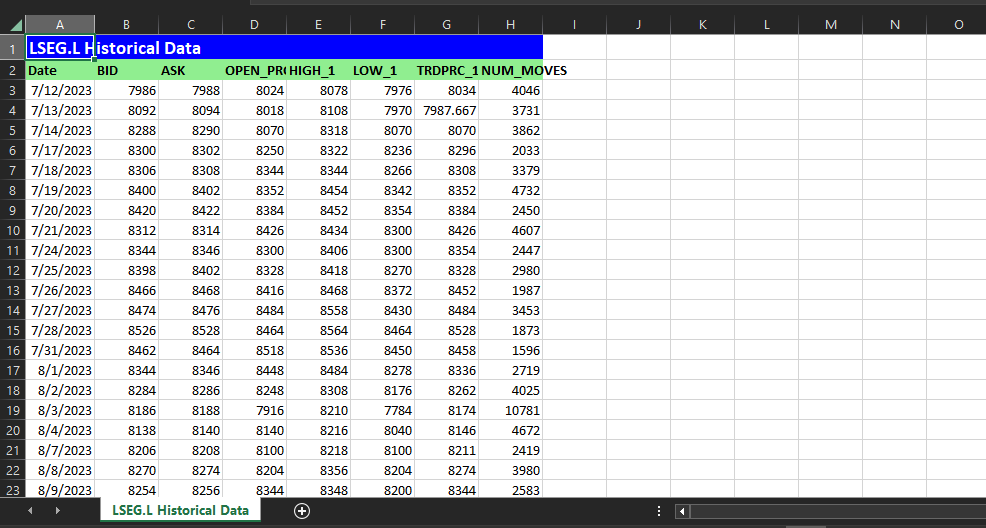 A B C D E F G H I J K L M N O
1 LSEG.L Historical Data
2 Date BID ASK OPEN_PRC HIGH_1 LOW_1 TRDPRC_1 NUM_MOVES
3 7/12/2023 7986 7988 8024 8078 7976 8034 4046
4 7/13/2023 8092 8094 8018 8108 7970 7987.667 3731
5 7/14/2023 8288 8290 8070 8318 8070 8070 3862
6 7/17/2023 8300 8302 8250 8322 8236 8296 2033
7 7/18/2023 8306 8308 8344 8344 8266 8308 3379
8 7/19/2023 8400 8402 8352 8454 8342 8352 4732
9 7/20/2023 8420 8422 8384 8452 8354 8384 2450
10 7/21/2023 8312 8314 8426 8434 8300 8426 4607
11 7/24/2023 8344 8346 8300 8406 8300 8354 2447
12 7/25/2023 8398 8402 8328 8418 8270 8328 2980
13 7/26/2023 8466 8468 8416 8468 8372 8452 1987
14 7/27/2023 8474 8476 8484 8558 8430 8484 3453
15 7/28/2023 8526 8528 8464 8564 8464 8528 1873
16 7/31/2023 8462 8464 8518 8536 8450 8458 1596
17 8/1/2023 8344 8346 8448 8484 8278 8336 2719
18 8/2/2023 8284 8286 8248 8308 8176 8262 4025
19 8/3/2023 8186 8188 7916 8210 7784 8174 10781
20 8/4/2023 8138 8140 8140 8216 8040 8146 4672
21 8/7/2023 8206 8208 8100 8218 8100 8211 2419
22 8/8/2023 8270 8274 8204 8356 8204 8274 3980
23 8/9/2023 8254 8256 8344 8348 8200 8344 2583
LSEG.L Historical Data